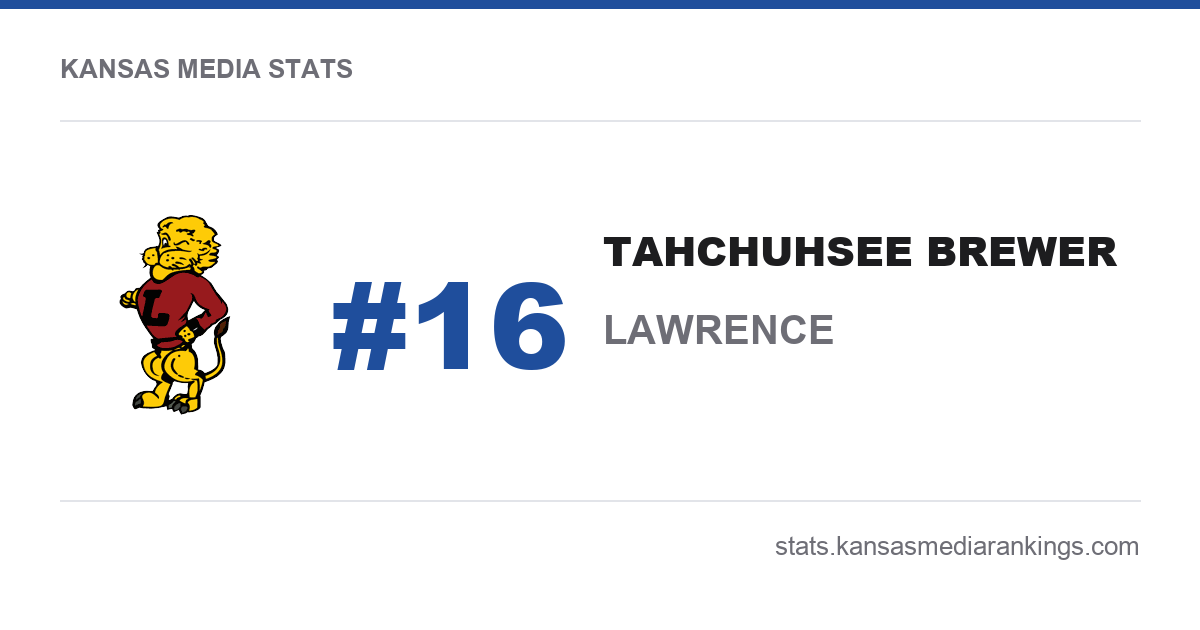 KANSAS MEDIA STATS
L
#16
TAHCHUHSEE BREWER
LAWRENCE
stats.kansasmediarankings.com